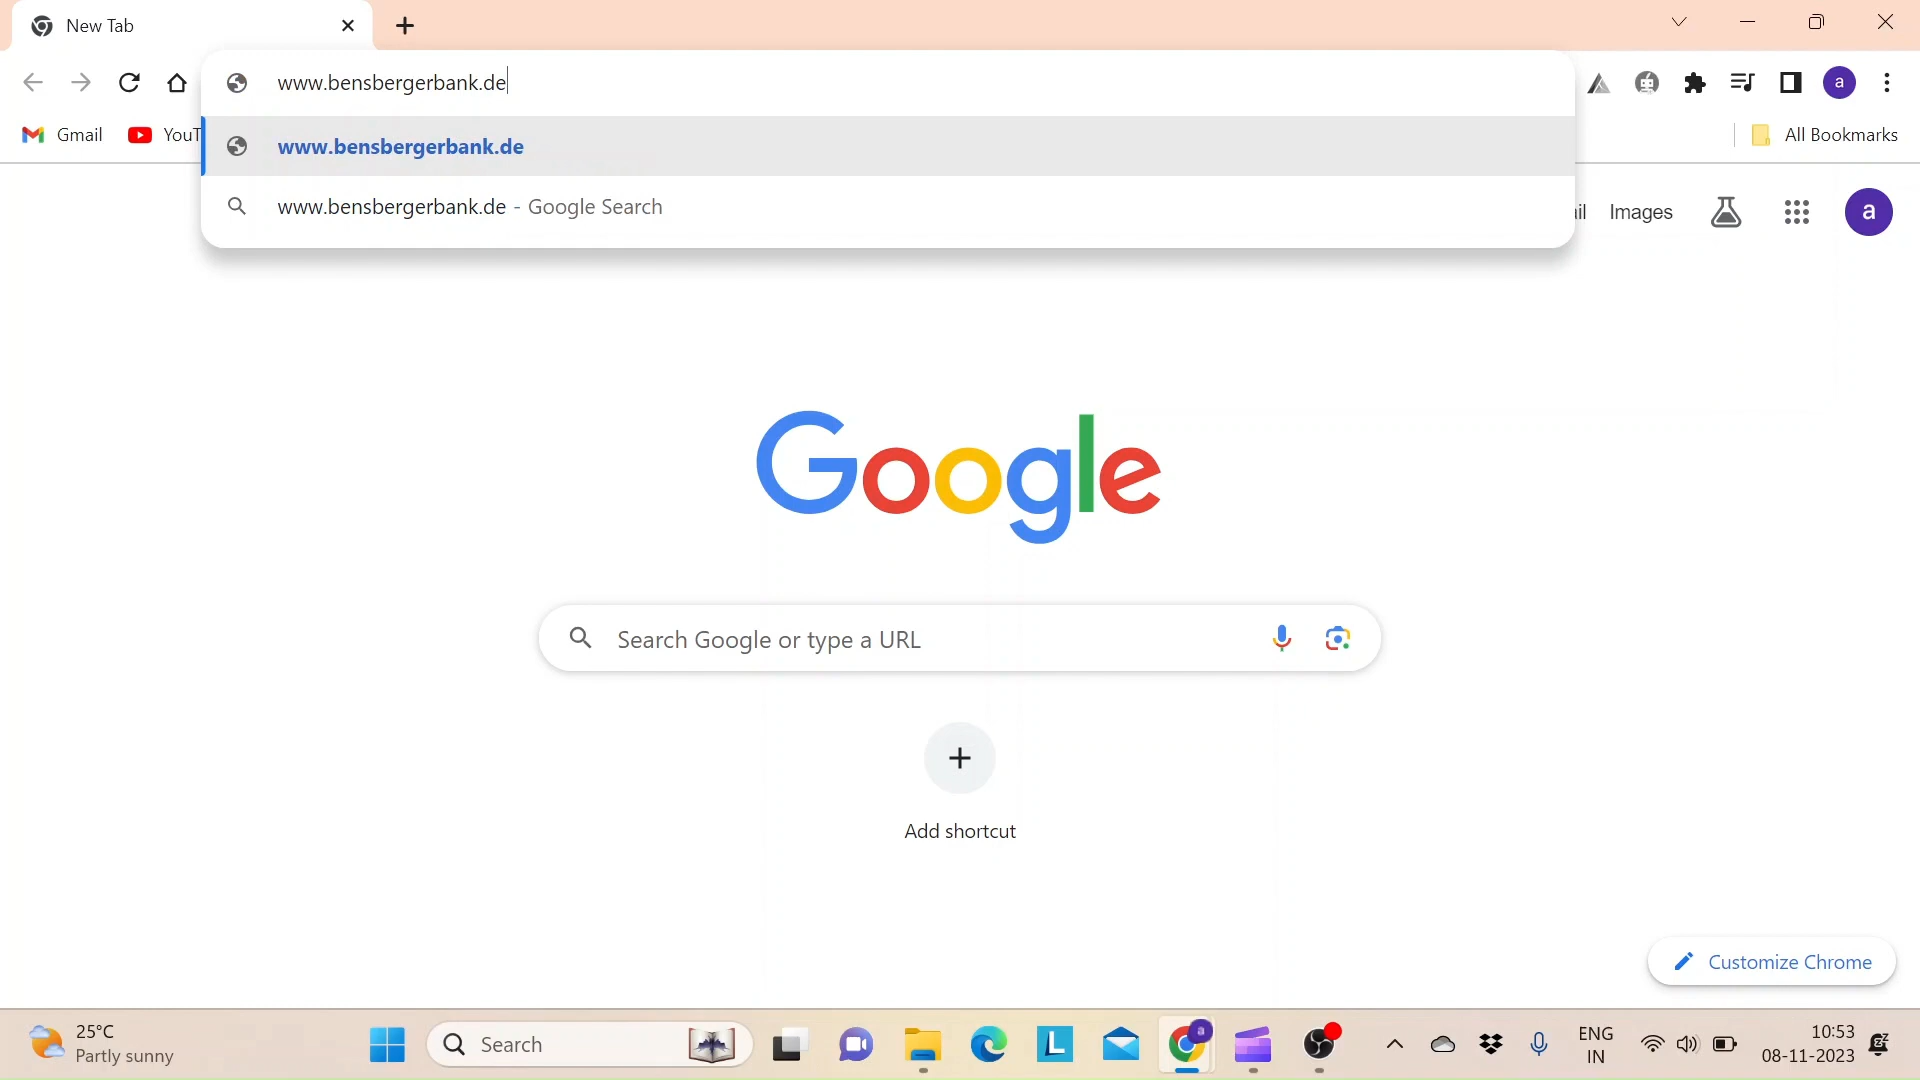 New Tab
www.bensbergerbank.de
Gmail
YouT
www.bensbergerbank.de
All Bookmarks
www.bensbergerbank.de - Google Search
il
Images
a
a
Google
Search Google or type a URL
Add shortcut
Customize Chrome
25°C
Partly sunny
Search
L
a
ENG
IN
10:53
08-11-2023